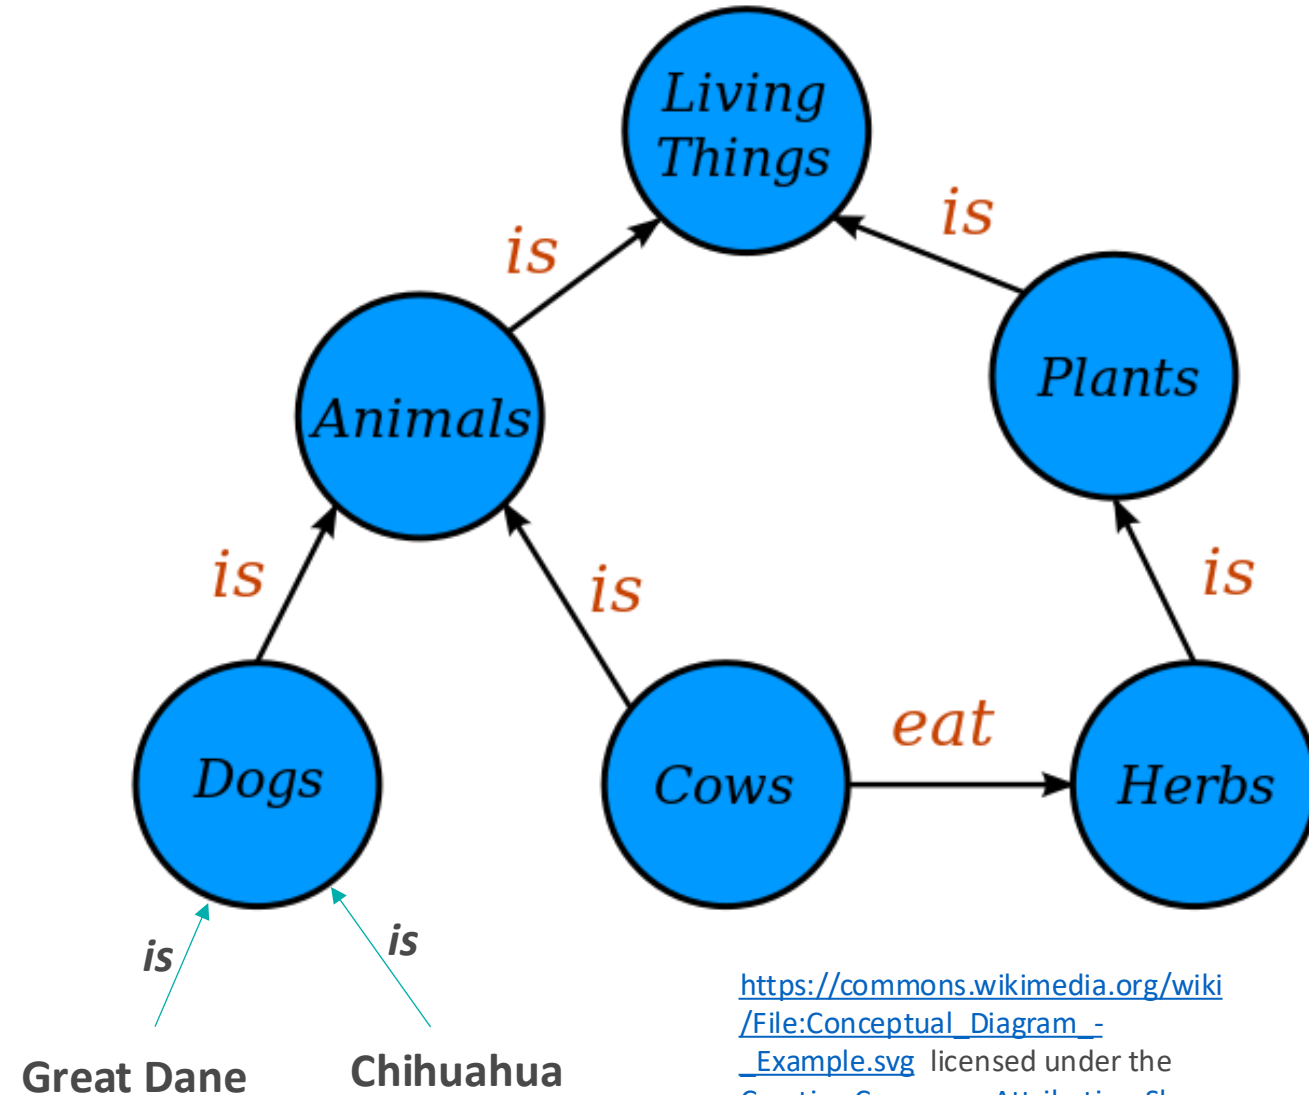 Living
Things
is
is
Animals
Plants
is
is
is
eat
Dogs
Cows
Herbs
is
is
Great Dane
Chihuahua
https://commons.wikimedia.org/wiki
/File:Conceptual_Diagram_-
_Example.svg licensed under the